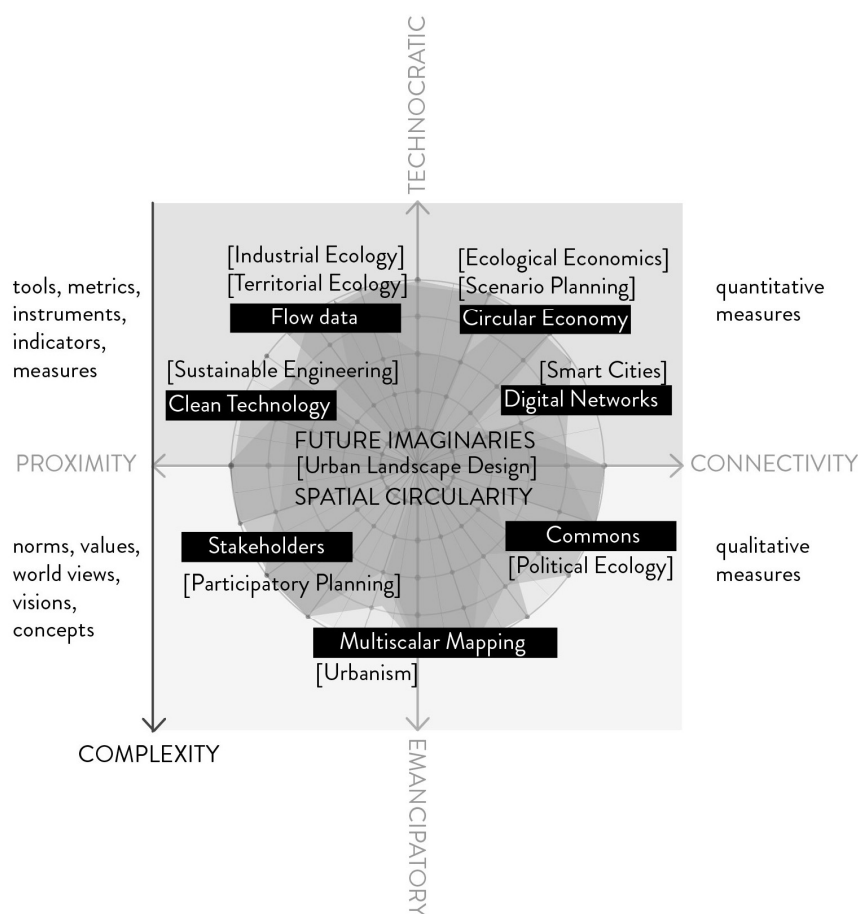 TECHNOCRATIC
[Industrial Ecology]
[Territorial Ecology]
Flow data
[Ecological Economics]
[Scenario Planning]
Circular Economy
tools, metrics,
instruments,
indicators,
measures
quantitative
measures
[Sustainable Engineering]
Clean Technology
[Smart Cities]
Digital Networks
FUTURE IMAGINARIES
PROXIMITY
[Urban Landscape Design]
CONNECTIVITY
SPATIAL CIRCULARITY
norms, values,
world views,
visions,
concepts
Stakeholders
[Participatory Planning]
Commons
[Political Ecology]
qualitative
measures
Multiscalar Mapping
[Urbanism]
COMPLEXITY
EMANCIPATORY